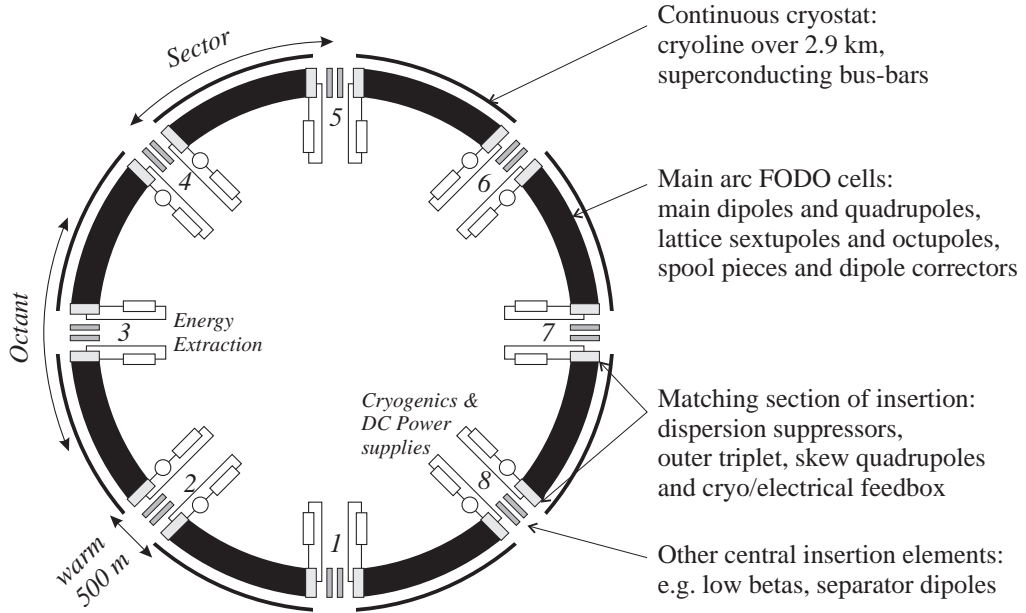 Sector
Continuous cryostat:
cryoline over 2.9 km,
superconducting bus-bars
5
4
6
Main arc FODO cells:
main dipoles and quadrupoles,
lattice sextupoles and octupoles,
spool pieces and dipole correctors
Octant
3
Energy
Extraction
7
Cryogenics &
DC Power
supplies
Matching section of insertion:
dispersion suppressors,
outer triplet, skew quadrupoles
and cryo/electrical feedbox
2
8
warm
500 m
1
Other central insertion elements:
e.g. low betas, separator dipoles